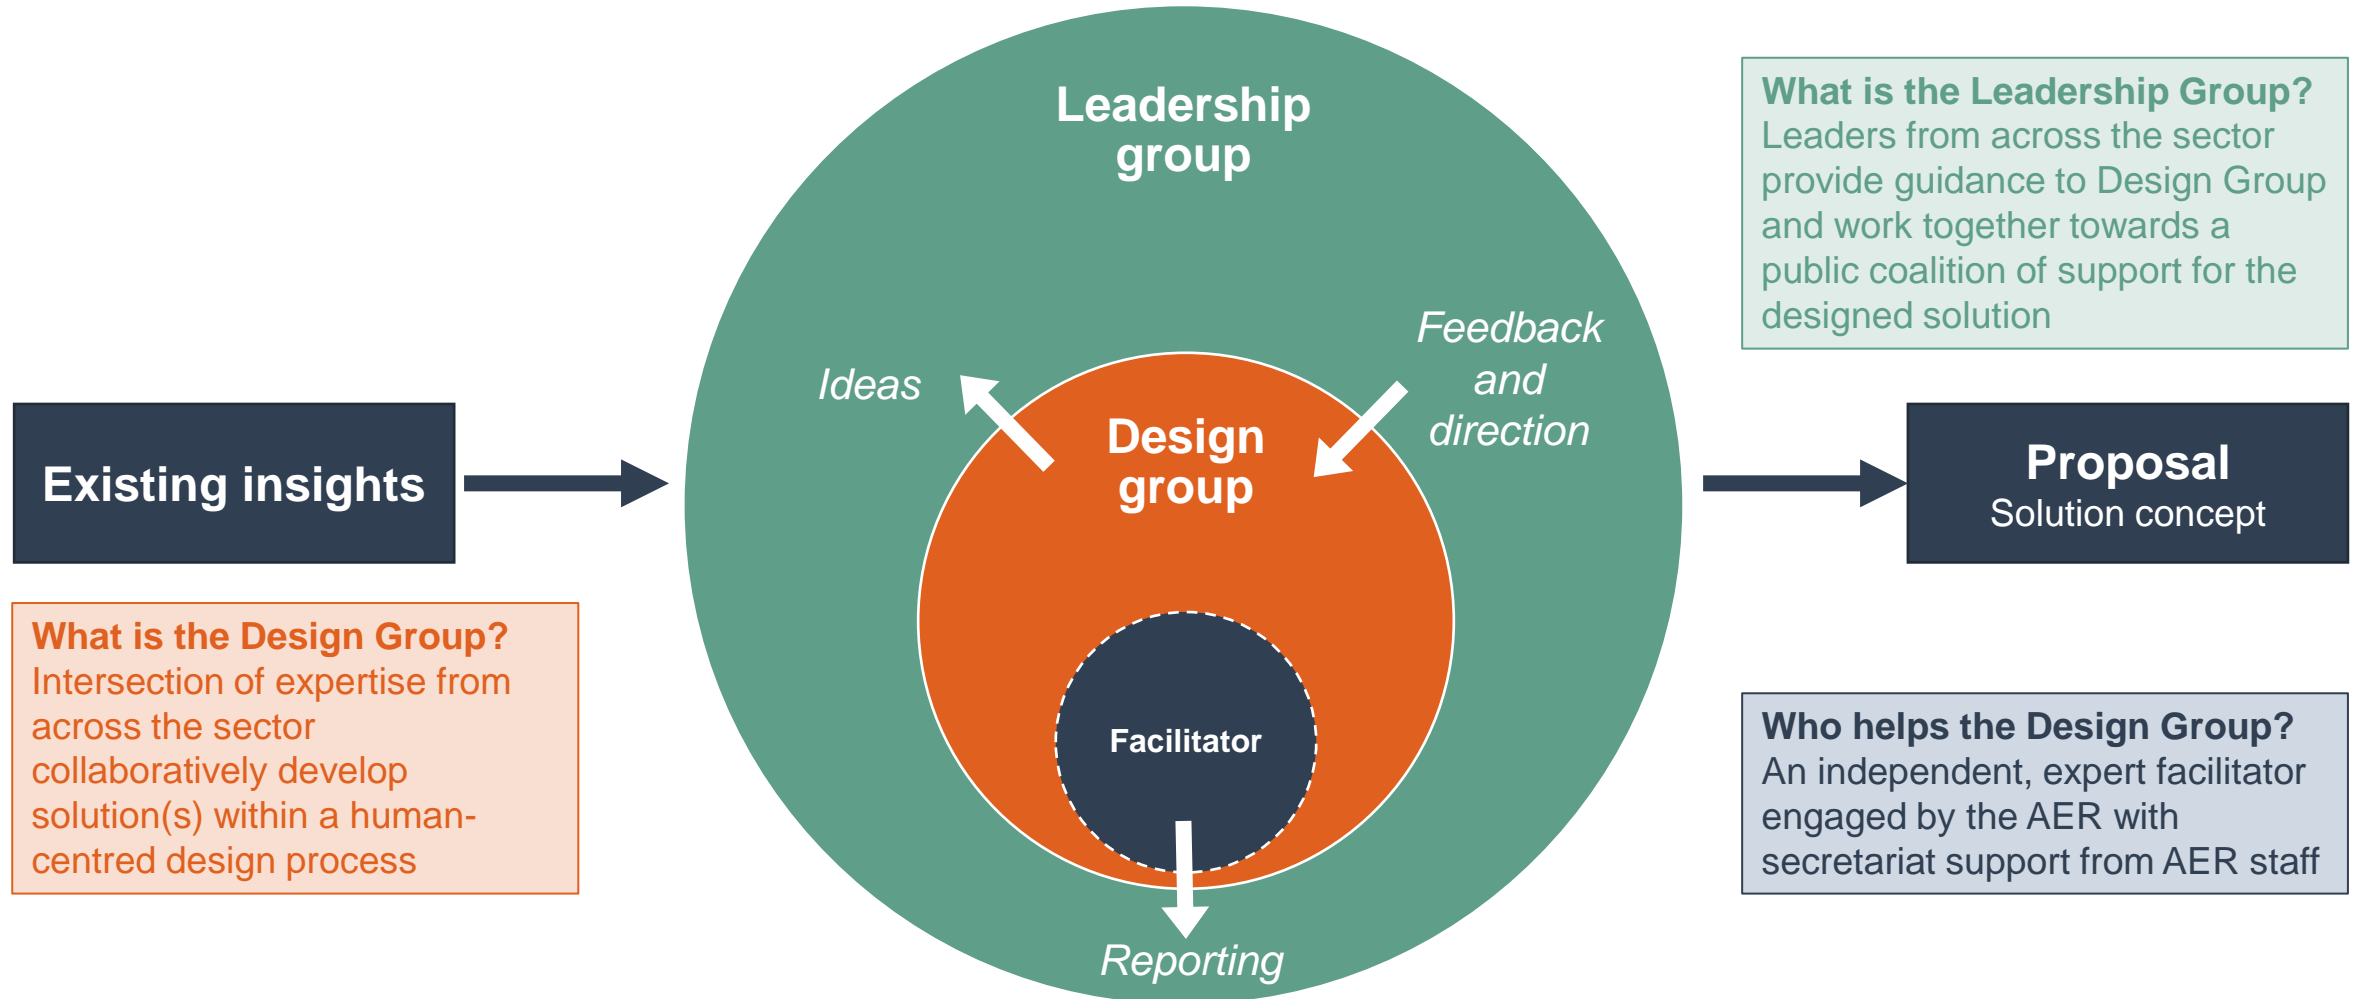 Existing insights
What is the Design Group?
Intersection of expertise from
across the sector
collaboratively develop
solution(s) within a human-
centred design process
Leadership
group
Ideas
Feedback
and
direction
Design
group
Facilitator
Reporting
What is the Leadership Group?
Leaders from across the sector
provide guidance to Design Group
and work together towards a
public coalition of support for the
designed solution
Proposal
Solution concept
Who helps the Design Group?
An independent, expert facilitator
engaged by the AER with
secretariat support from AER staff